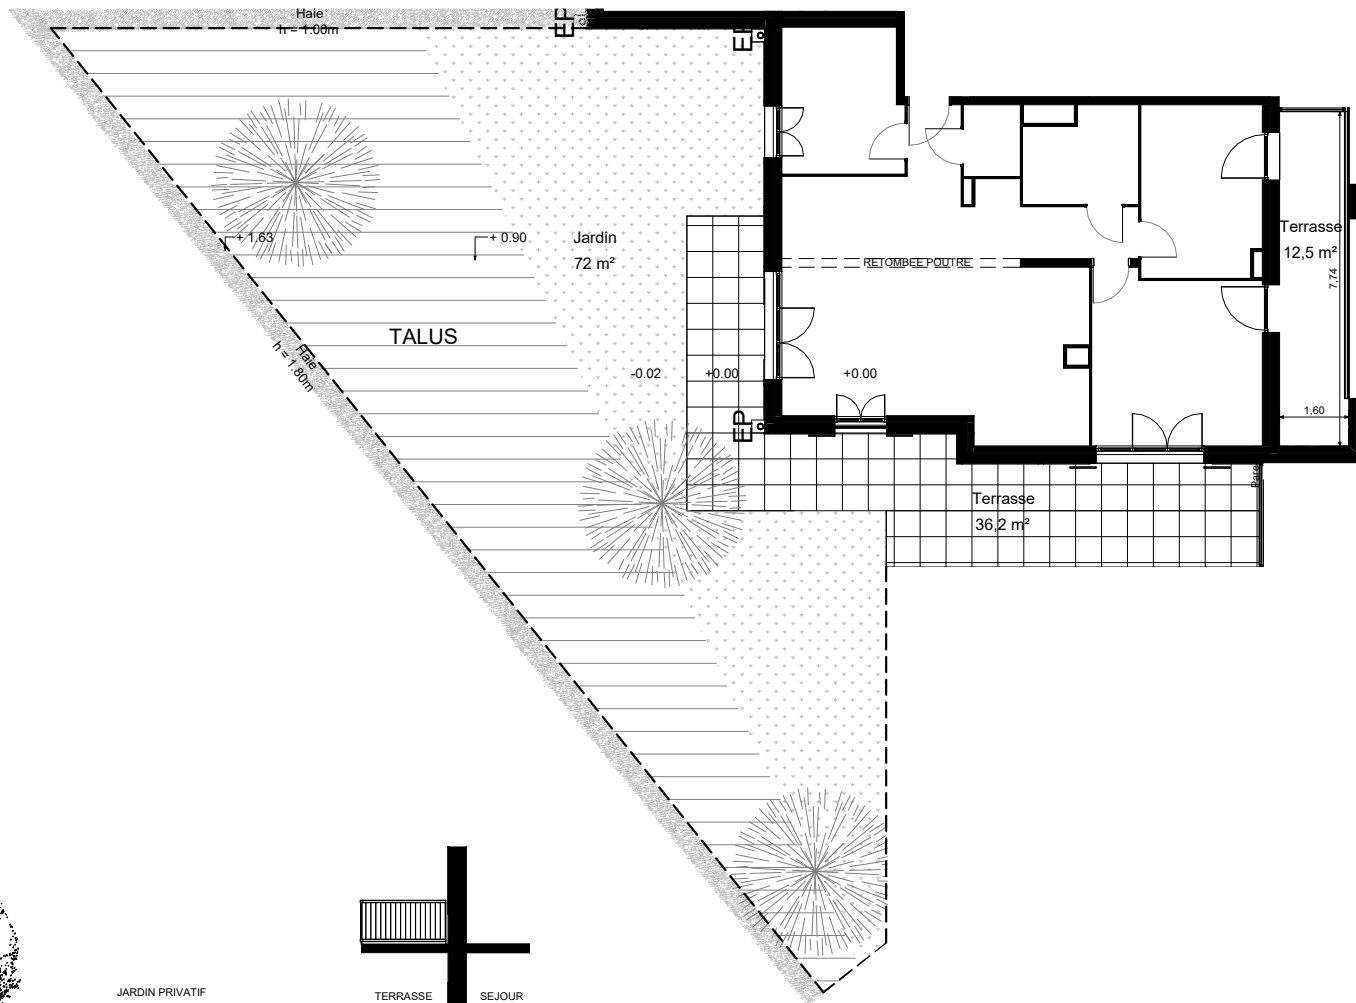 Haie
h = 1.00m
EP
EP
+ 1.63
+ 0.90
Jardin
72 m²
Terrasse
12,5 m²
7,74
RETOMBEE POUTRE
TALUS
Haie
h = 1.80m
-0.02
+0.00
+0.00
1,60
EP
Terrasse
36,2 m²
Pare
JARDIN PRIVATIF
TERRASSE
SEJOUR